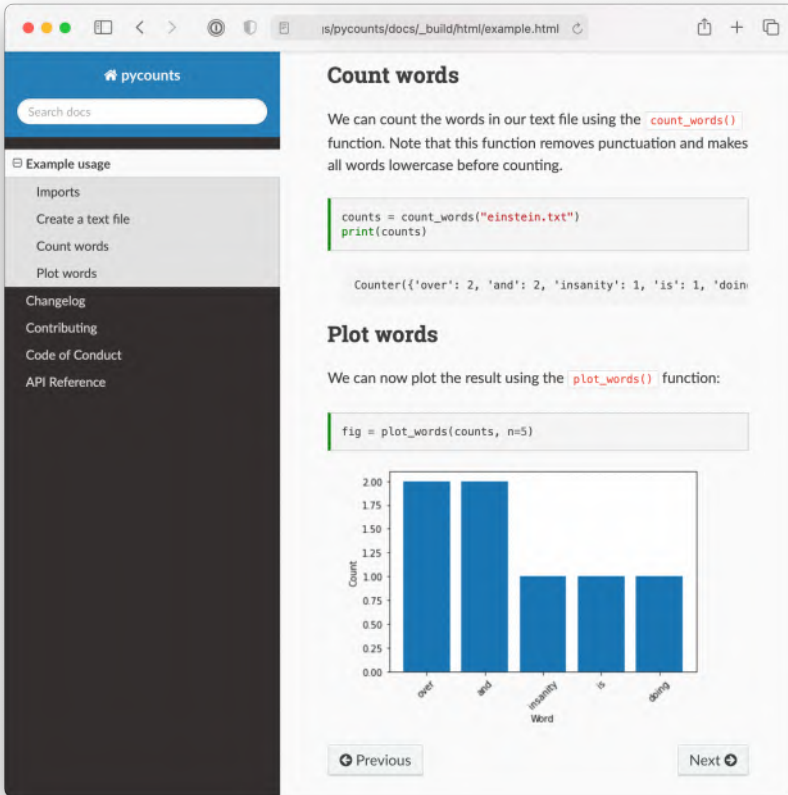 ıs/pycounts/docs/_build/html/example.html
pycounts
Search docs
Example usage
Imports
Create a text file
Count words
Plot words
Changelog
Contributing
Code of Conduct
API Reference
Count words
We can count the words in our text file using the count_words()
function. Note that this function removes punctuation and makes
all words lowercase before counting.
counts = count_words("einstein.txt")
print(counts)
Counter({'over': 2, 'and': 2, 'insanity': 1, 'is': 1, 'doin
Plot words
We can now plot the result using the plot_words() function:
fig = plot_words(counts, n=5)
2.00
1.75
1.50
1.25
1.00
0.75
0.50
0.25
0.00
Count
over
and
insanity
is
doing
Word
Previous
Next